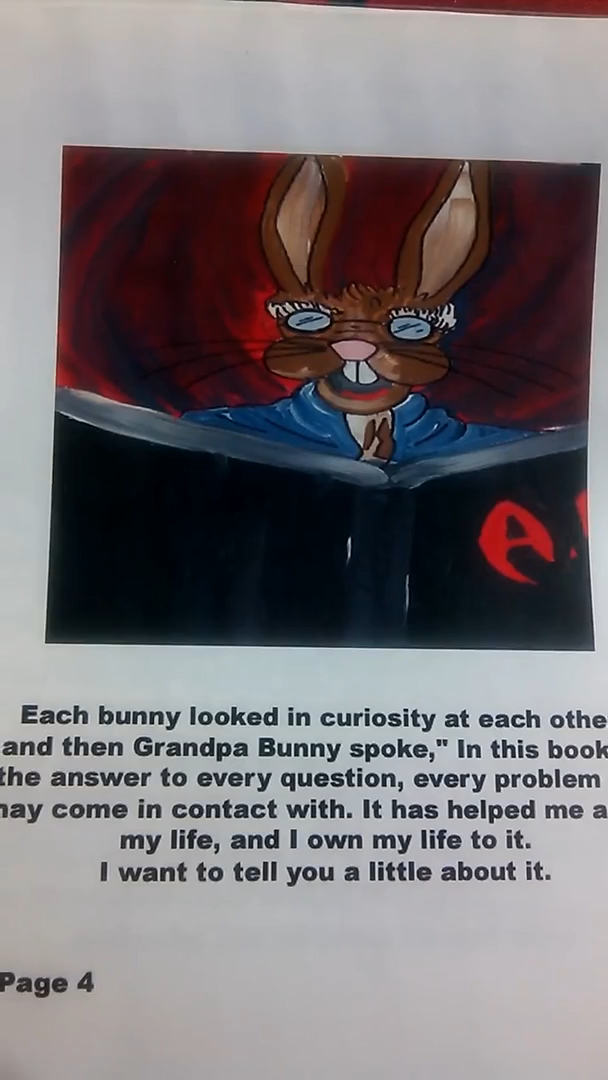 A.
Each bunny looked in curiosity at each othe
and then Grandpa Bunny spoke," In this book
the answer to every question, every problem
may come in contact with. It has helped me a
my life, and I own my life to it.
I want to tell you a little about it.
Page 4